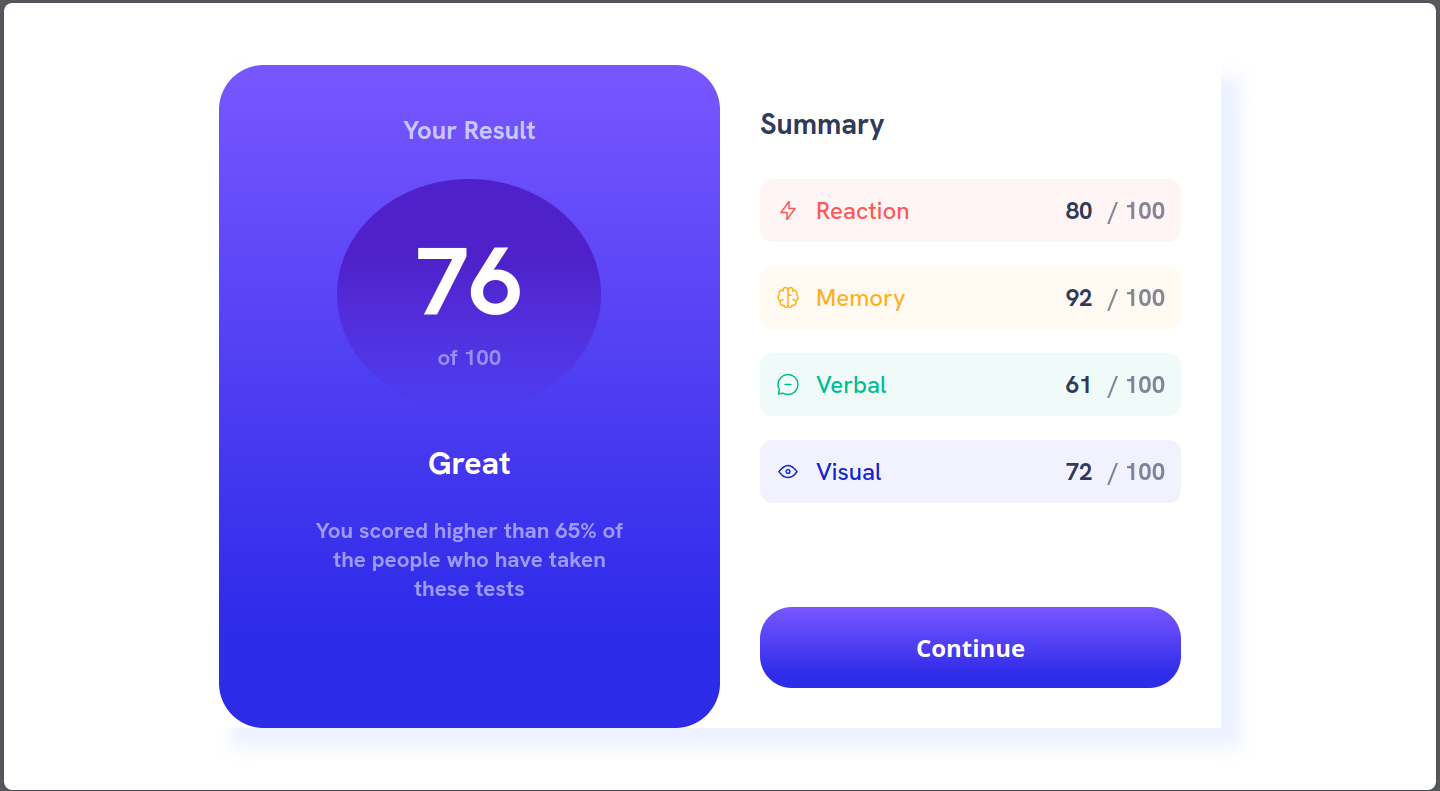 Your Result
76
of 100
Great
You scored higher than 65% of
the people who have taken
these tests
Summary
Reaction 80 / 100
Memory 92 / 100
Verbal 61 / 100
Visual 72 / 100
Continue